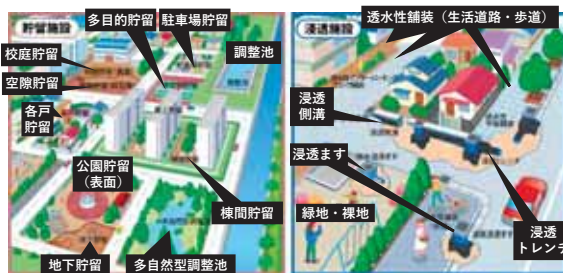 貯留施設
多目的貯留
駐車場貯留
校庭貯留
調整池
空隙貯留
各戸
貯留
公園貯留
（表面）
棟間貯留
地下貯留
多自然型調整池
浸透施設
透水性舗装（生活道路・歩道）
浸透
側溝
浸透ます
緑地・裸地
浸透
トレンチ